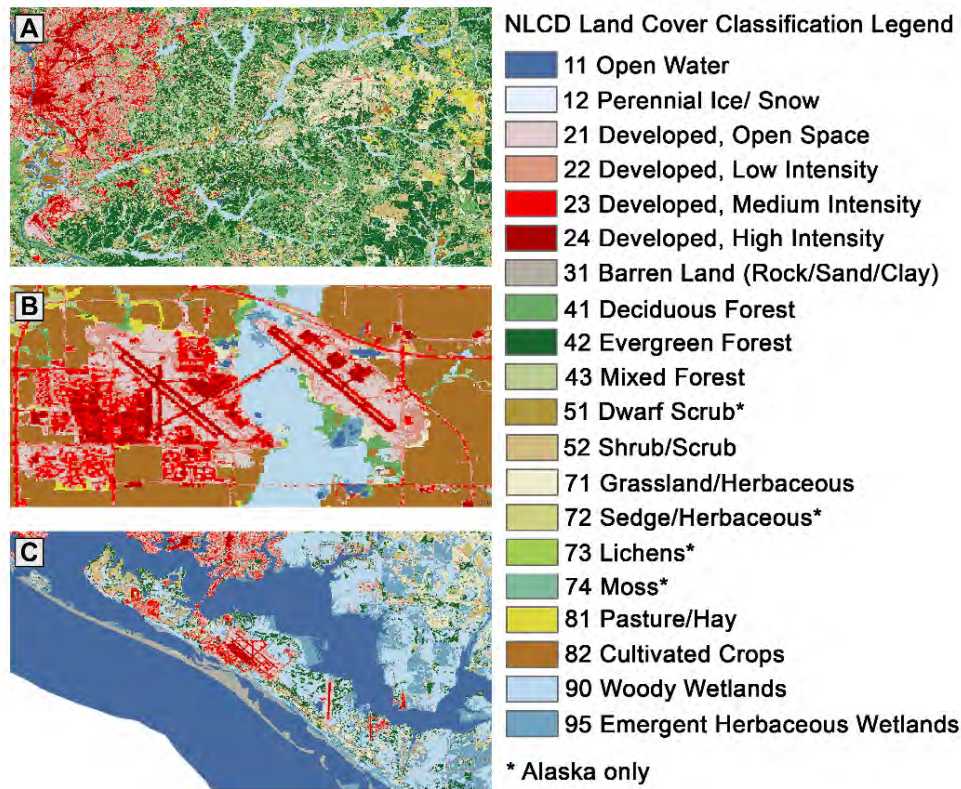 A
B
C
NLCD Land Cover Classification Legend
11 Open Water
12 Perennial Ice/ Snow
21 Developed, Open Space
22 Developed, Low Intensity
23 Developed, Medium Intensity
24 Developed, High Intensity
31 Barren Land (Rock/Sand/Clay)
41 Deciduous Forest
42 Evergreen Forest
43 Mixed Forest
51 Dwarf Scrub*
52 Shrub/Scrub
71 Grassland/Herbaceous
72 Sedge/Herbaceous*
73 Lichens*
74 Moss*
81 Pasture/Hay
82 Cultivated Crops
90 Woody Wetlands
95 Emergent Herbaceous Wetlands
* Alaska only